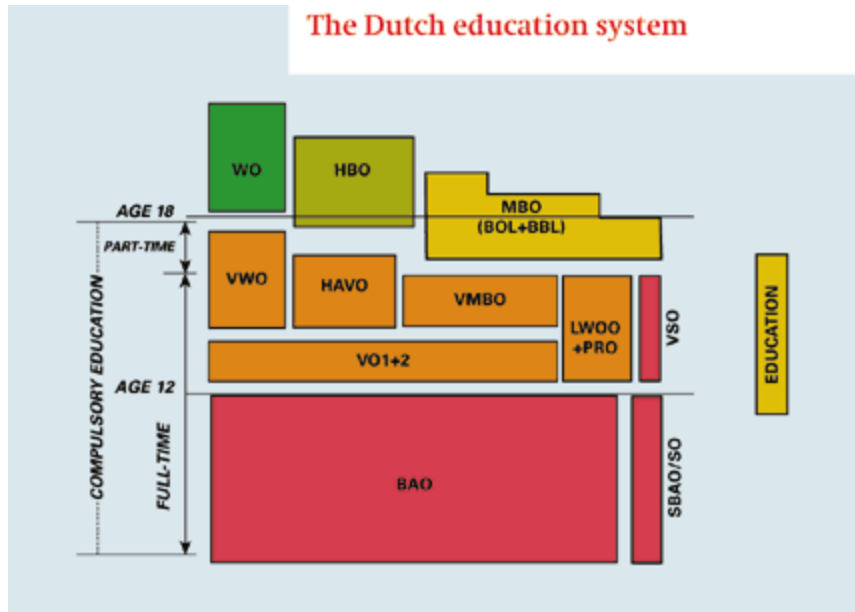 The Dutch education system
WO
HBO
MBO
(BOL+BBL)
AGE 18
PART-TIME
VWO
HAVO
VMBO
LWOO
+PRO
VSO
VO1+2
AGE 12
COMPULSORY EDUCATION
FULL-TIME
BAO
SBAO/SO
EDUCATION